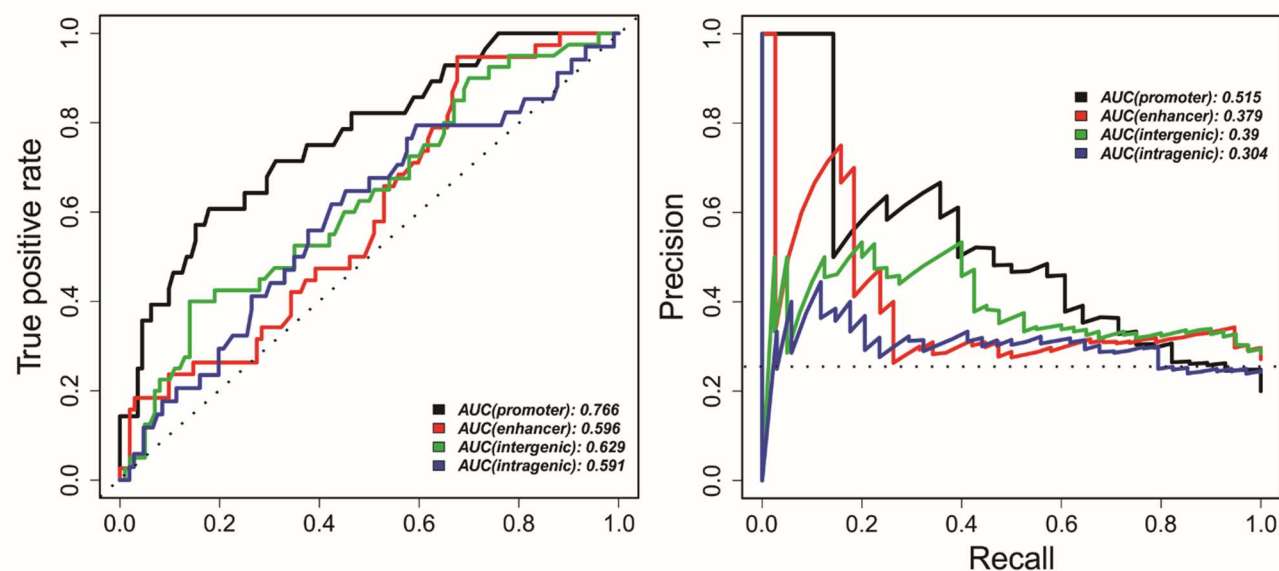 True positive rate
1.0
0.8
0.6
0.4
0.2
0.0
0.0 0.2 0.4 0.6 0.8 1.0
AUC(promoter): 0.766
AUC(enhancer): 0.596
AUC(intergenic): 0.629
AUC(intragenic): 0.591
Precision
1.0
0.8
0.6
0.4
0.2
0.0
0.0 0.2 0.4 0.6 0.8 1.0
Recall
AUC(promoter): 0.515
AUC(enhancer): 0.379
AUC(intergenic): 0.39
AUC(intragenic): 0.304